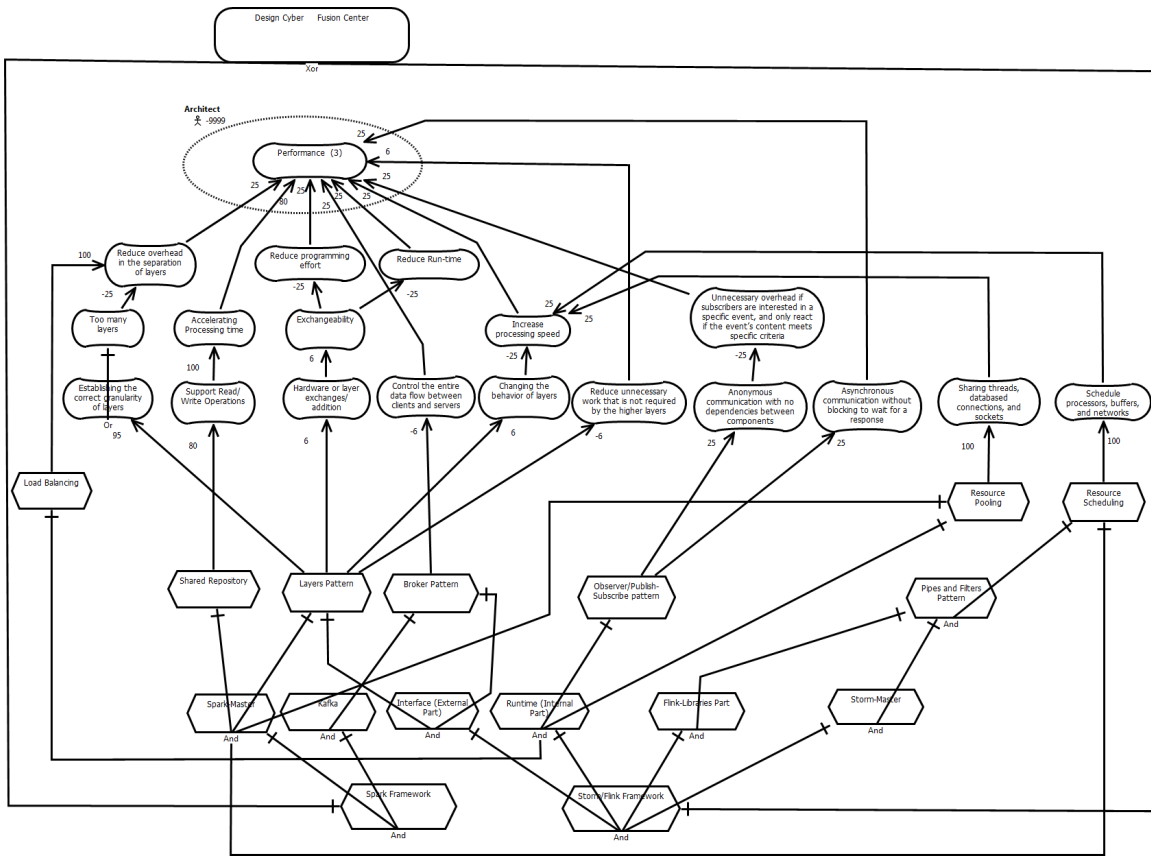 Design Cyber Fusion Center
Xor
Architect
-9999
25
Performance (3)
6
25
25
80
25
25
25
25
100
Reduce overhead
in the separation
of layers
Reduce programming
effort
Reduce Run-time
-25
-25
-25
Unnecessary overhead if
subscribers are interested in a
specific event, and only react
if the event's content meets
specific criteria
25
25
Too many
layers
Accelerating
Processing time
Exchangeability
Increase
processing speed
100
6
-25
-25
Establishing the
correct granularity
of layers
Support Read/
Write Operations
Hardware or layer
exchanges/
addition
Control the entire
data flow between
clients and servers
Changing the
behavior of layers
Reduce unnecessary
work that is not required
by the higher layers
Anonymous
communication with no
dependencies between
components
Asynchronous
communication without
blocking to wait for a
response
Sharing threads,
databased
connections, and
sockets
Schedule
processors, buffers,
and networks
Or
95
80
6
-6
6
-6
25
25
100
100
Load Balancing
Resource
Pooling
Resource
Scheduling
Shared Repository
Layers Pattern
Broker Pattern
Observer/Publish-
Subscribe pattern
Pipes and Filters
Pattern
And
Spark-Master
Kafka
Interface (External
Part)
Runtime (Internal
Part)
Flink-Libraries Part
Storm-Master
And
And
And
And
And
And
Spark Framework
Storm/Flink Framework
And
And